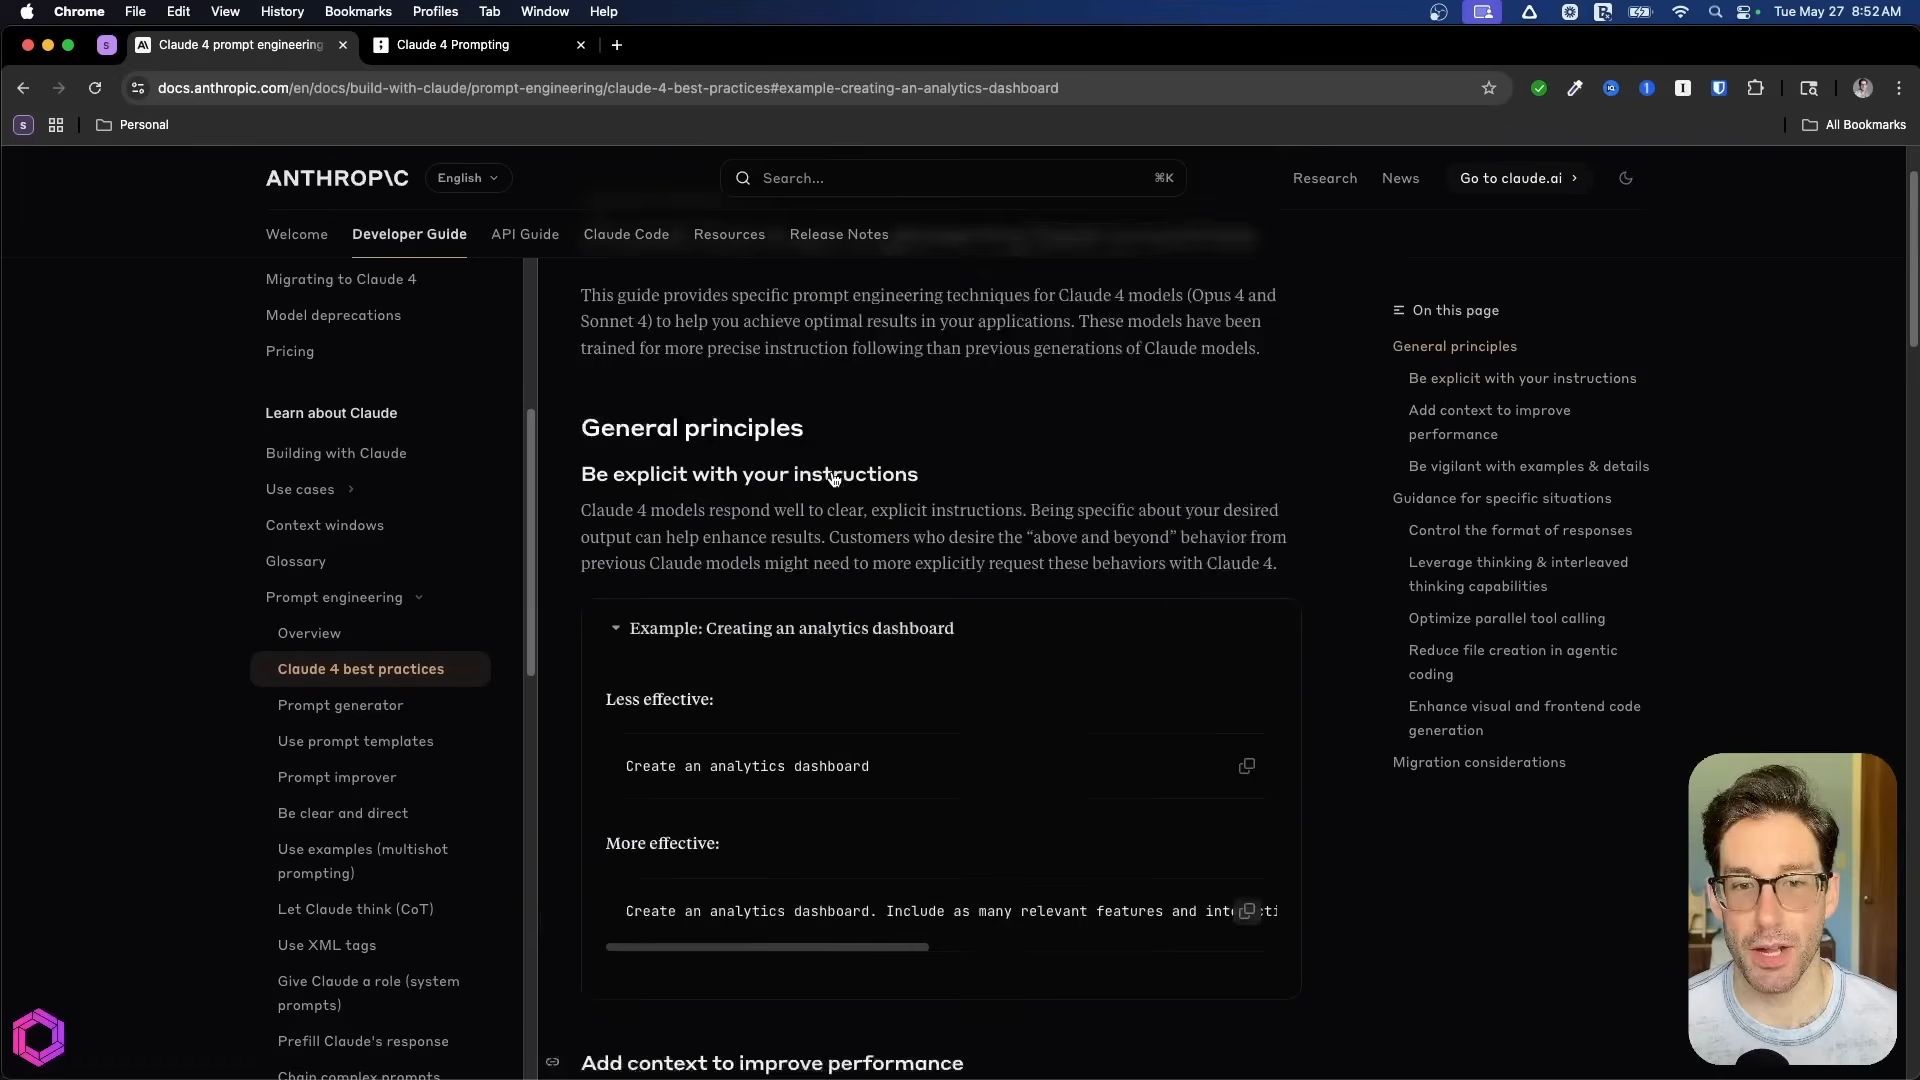 Chrome File Edit View History Bookmarks Profiles Tab Window Help Tue May 27 8:52 AM
S Claude 4 prompt engineering Claude 4 Prompting
docs.anthropic.com/en/docs/build-with-claude/prompt-engineering/claude-4-best-practices#example-creating-an-analytics-dashboard
S Personal All Bookmarks
ANTHROP\C English Search... ⌘K Research News Go to claude.ai
Welcome Developer Guide API Guide Claude Code Resources Release Notes
Migrating to Claude 4
Model deprecations
Pricing
Learn about Claude
Building with Claude
Use cases
Context windows
Glossary
Prompt engineering
Overview
Claude 4 best practices
Prompt generator
Use prompt templates
Prompt improver
Be clear and direct
Use examples (multishot
prompting)
Let Claude think (CoT)
Use XML tags
Give Claude a role (system
prompts)
Prefill Claude's response
Chain complex prompts
This guide provides specific prompt engineering techniques for Claude 4 models (Opus 4 and
Sonnet 4) to help you achieve optimal results in your applications. These models have been
trained for more precise instruction following than previous generations of Claude models.
General principles
Be explicit with your instructions
Claude 4 models respond well to clear, explicit instructions. Being specific about your desired
output can help enhance results. Customers who desire the “above and beyond” behavior from
previous Claude models might need to more explicitly request these behaviors with Claude 4.
Example: Creating an analytics dashboard
Less effective:
Create an analytics dashboard
More effective:
Create an analytics dashboard. Include as many relevant features and
Add context to improve performance
On this page
General principles
Be explicit with your instructions
Add context to improve
performance
Be vigilant with examples & details
Guidance for specific situations
Control the format of responses
Leverage thinking & interleaved
thinking capabilities
Optimize parallel tool calling
Reduce file creation in agentic
coding
Enhance visual and frontend code
generation
Migration considerations